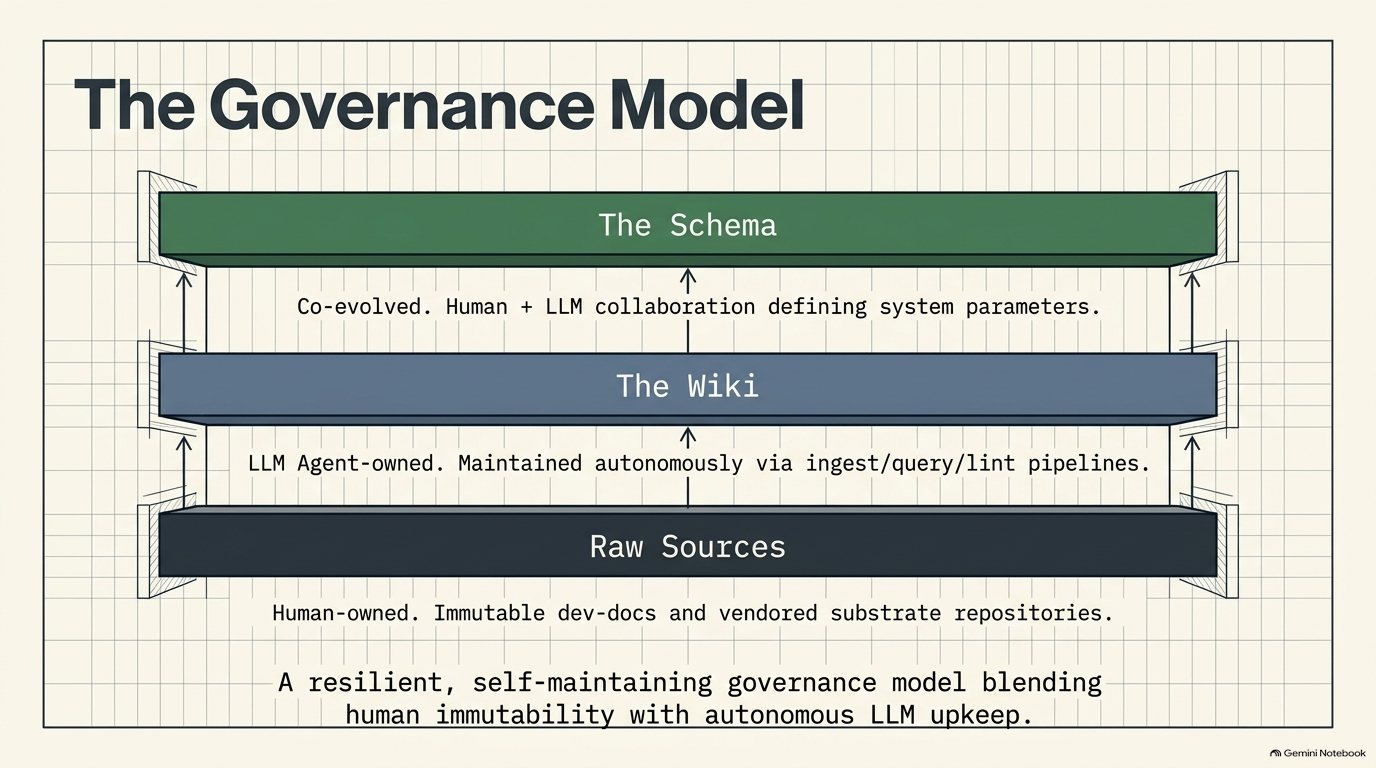 The Governance Model
The Schema
Co-evolved. Human + LLM collaboration defining system parameters.
The Wiki
LLM Agent-owned. Maintained autonomously via ingest/query/lint pipelines.
Raw Sources
Human-owned. Immutable dev-docs and vendored substrate repositories.
A resilient, self-maintaining governance model blending
human immutability with autonomous LLM upkeep.
Gemini Notebook